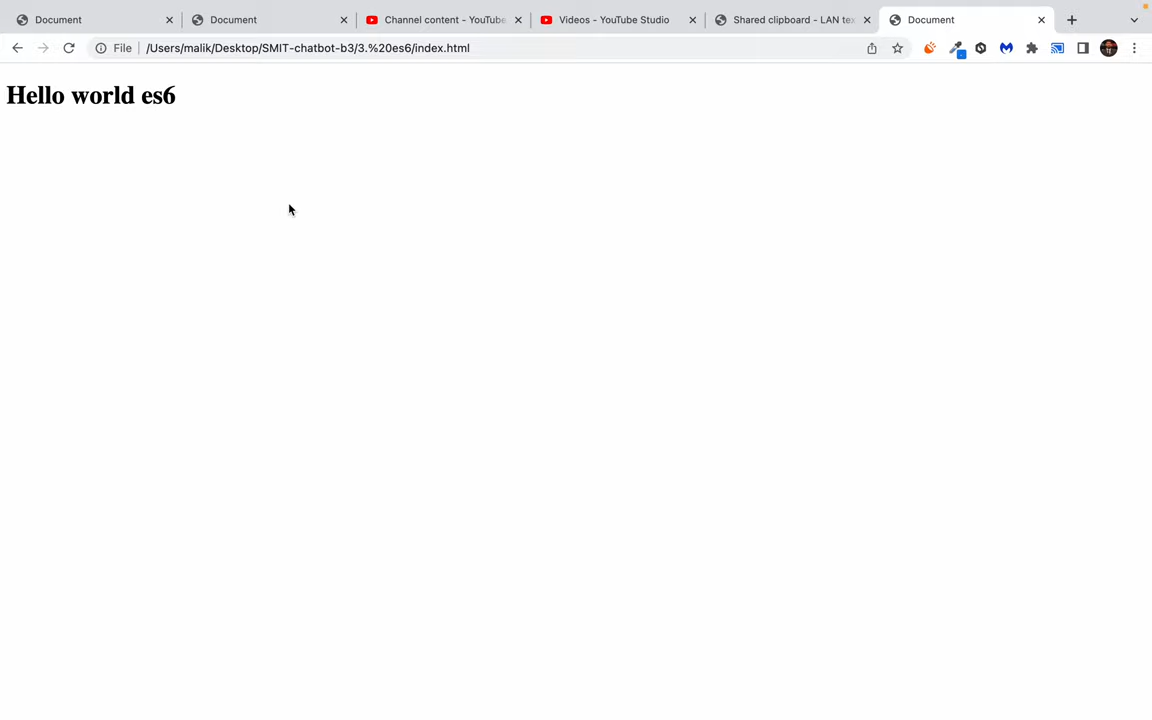 Document
Document
Channel content - YouTube
Videos - YouTube Studio
Shared clipboard - LAN tex
Document
File
/Users/malik/Desktop/SMIT-chatbot-b3/3.%20es6/index.html
Hello world es6